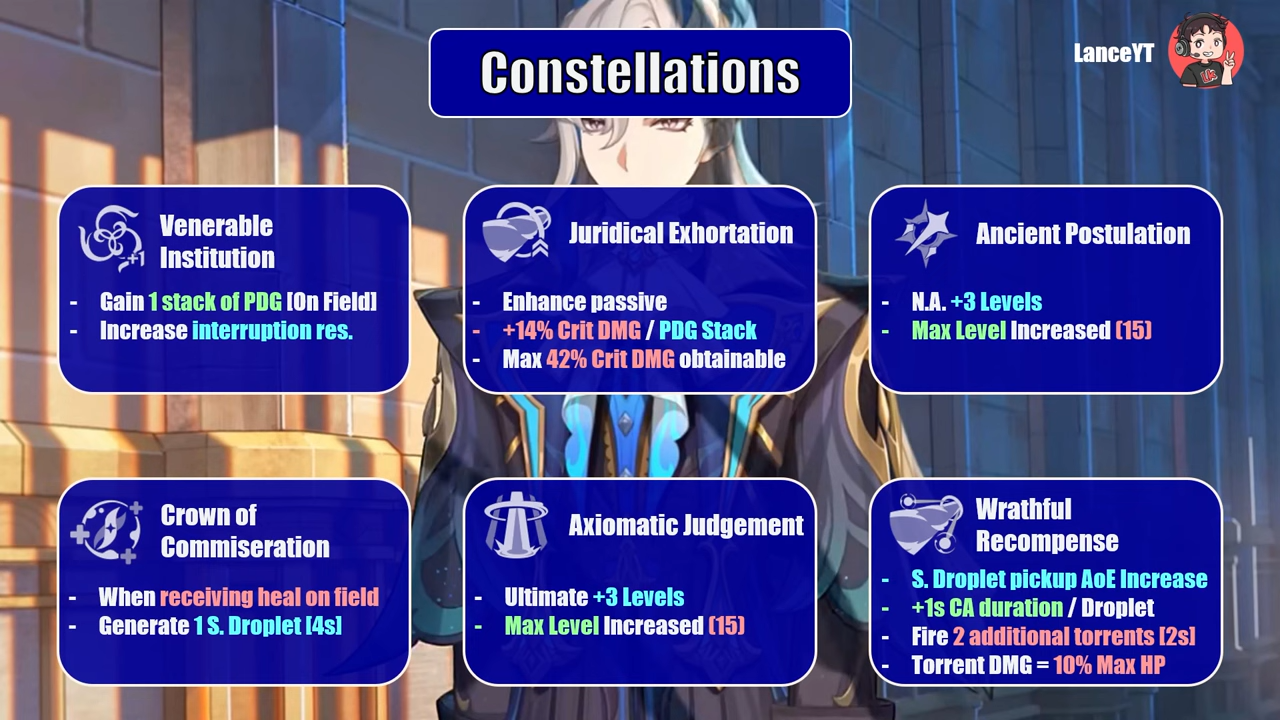 Constellations
LanceYT
Venerable
Institution
- Gain 1 stack of PDG [On Field]
- Increase interruption res.
Juridical Exhortation
- Enhance passive
- +14% Crit DMG / PDG Stack
- Max 42% Crit DMG obtainable
Ancient Postulation
- N.A. +3 Levels
- Max Level Increased (15)
Crown of
Commiseration
- When receiving heal on field
- Generate 1 S. Droplet [4s]
Axiomatic Judgement
- Ultimate +3 Levels
- Max Level Increased (15)
Wrathful
Recompense
- S. Droplet pickup AoE Increase
- +1s CA duration / Droplet
- Fire 2 additional torrents [2s]
- Torrent DMG = 10% Max HP